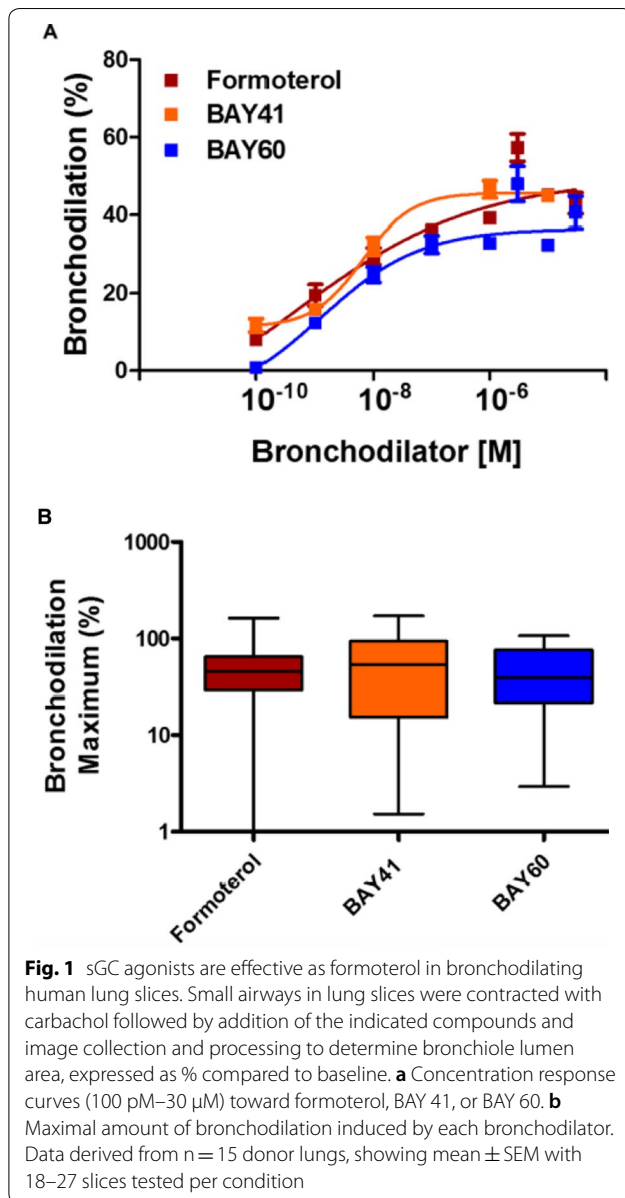 A
80
60
40
20
0
Bronchodilation (%)
Formoterol
BAY41
BAY60
10-10
10-8
10-6
Bronchodilator [M]
B
1000
100
10
1
Bronchodilation
Maximum (%)
Formoterol
BAY41
BAY60
Fig. 1 sGC agonists are effective as formoterol in bronchodilating
human lung slices. Small airways in lung slices were contracted with
carbachol followed by addition of the indicated compounds and
image collection and processing to determine bronchiole lumen
area, expressed as % compared to baseline. a Concentration response
curves (100 pM–30 µM) toward formoterol, BAY 41, or BAY 60. b
Maximal amount of bronchodilation induced by each bronchodilator.
Data derived from n = 15 donor lungs, showing mean ± SEM with
18–27 slices tested per condition